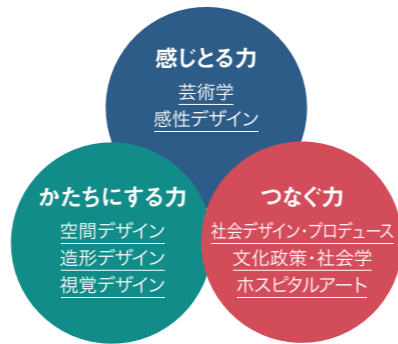 感じとる力
芸術学
感性デザイン
かたちにする力
空間デザイン
造形デザイン
視覚デザイン
つなぐ力
社会デザイン・プロデュース
文化政策・社会学
ホスピタルアート